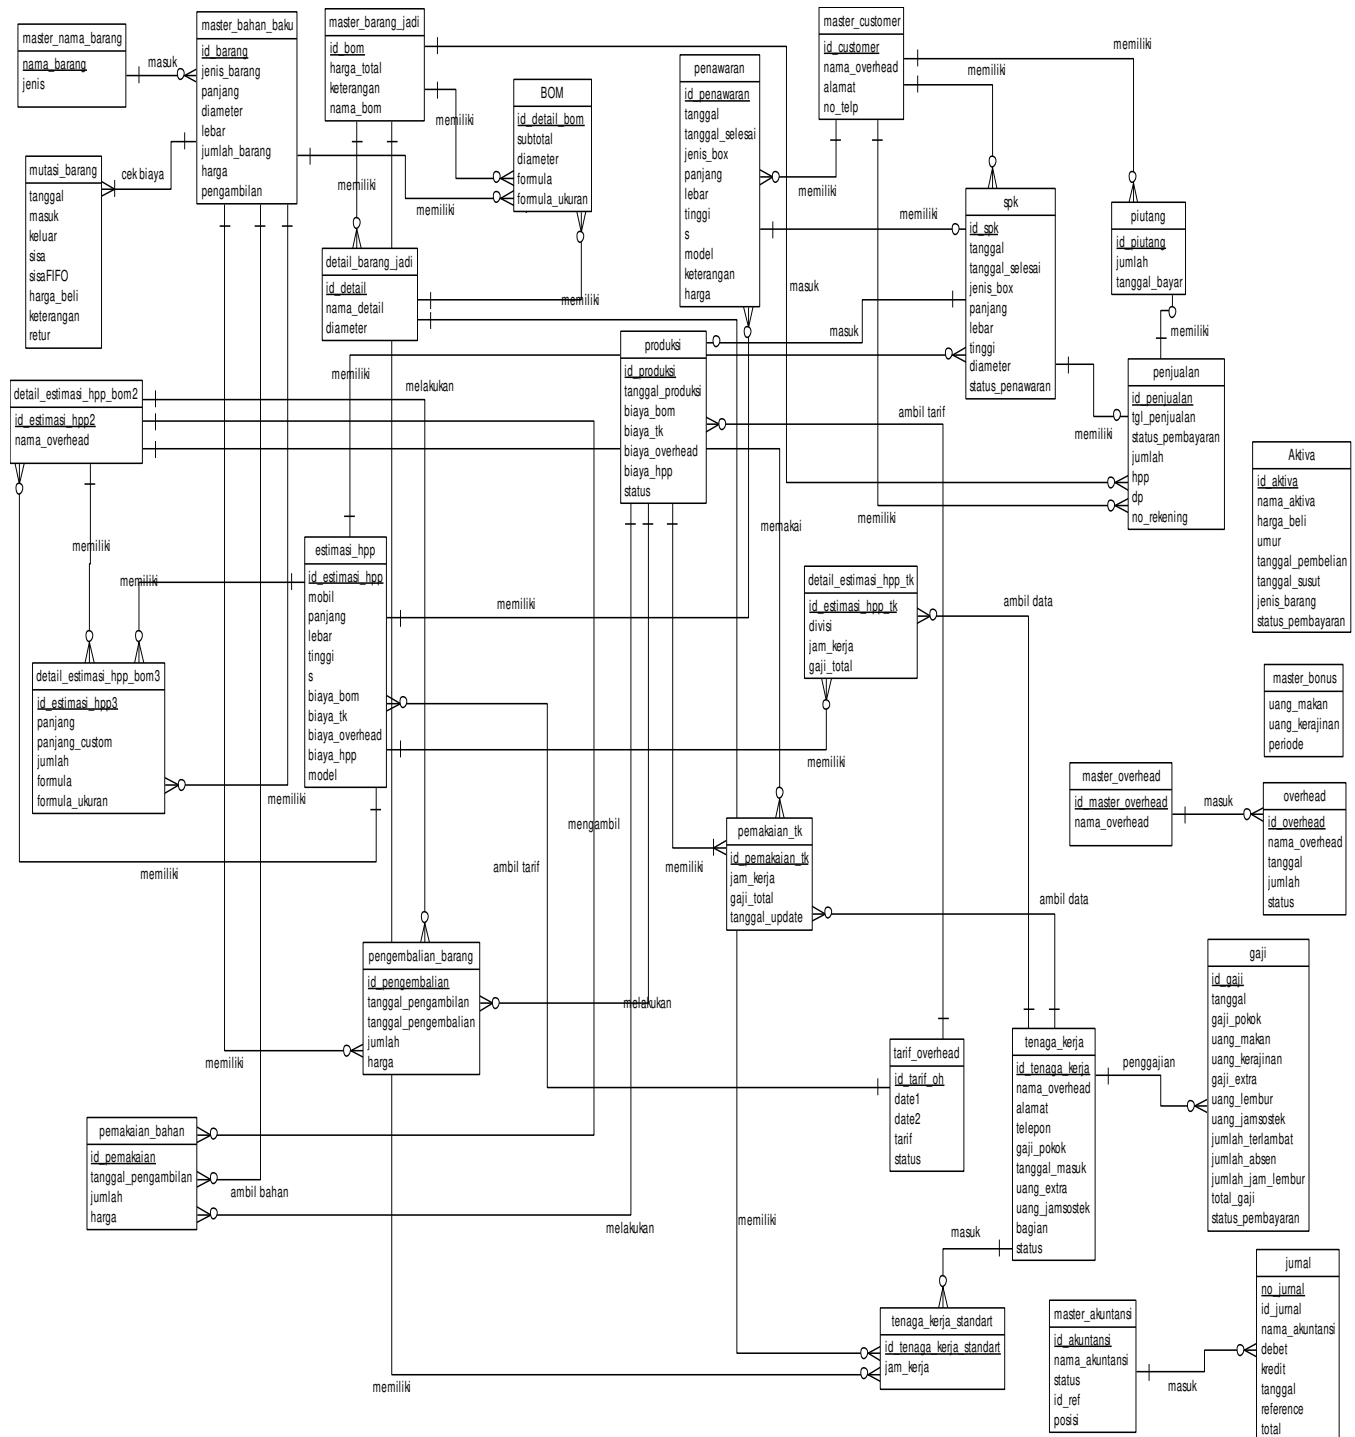 master_nama_barang
nama_barang
jenis
masuk
master_bahan_baku
id_barang
jenis_barang
panjang
diameter
lebar
jumlah_barang
harga
pengambilan
master_barang_jadi
id_bom
harga_total
keterangan
nama_bom
memiliki
BOM
id_detail_bom
subtotal
diameter
formula
formula_ukuran
memiliki
memiliki
penawaran
id_penawaran
tanggal
tanggal_selesai
jenis_box
panjang
lebar
tinggi
s
model
keterangan
harga
master_customer
id_customer
nama_overhead
alamat
no_telp
memiliki
memiliki
memiliki
memiliki
masuk
masuk
mutasi_barang
tanggal
masuk
keluar
sisa
sisaFIFO
harga_beli
keterangan
retur
cek biaya
detail_barang_jadi
id_detail
nama_detail
diameter
memiliki
memiliki
melakukan
spk
id_spk
tanggal
tanggal_selesai
jenis_box
panjang
lebar
tinggi
diameter
status_penawaran
piutang
id_piutang
jumlah
tanggal_bayar
memiliki
penjualan
id_penjualan
tgl_penjualan
status_pembayaran
jumlah
hpp
dp
no_rekening
memiliki
memiliki
produksi
id_produksi
tanggal_produksi
biaya_bom
biaya_tk
biaya_overhead
biaya_hpp
status
ambil tarif
memakai
detail_estimasi_hpp_bom2
id_estimasi_hpp2
nama_overhead
memiliki
memiliki
Aktiva
id_aktiva
nama_aktiva
harga_beli
umur
tanggal_pembelian
tanggal_susut
jenis_barang
status_pembayaran
estimasi_hpp
id_estimasi_hpp
mobil
panjang
lebar
tinggi
s
biaya_bom
biaya_tk
biaya_overhead
biaya_hpp
model
memiliki
detail_estimasi_hpp_tk
id_estimasi_hpp_tk
divisi
jam_kerja
gaji_total
ambil data
memiliki
detail_estimasi_hpp_bom3
id_estimasi_hpp3
panjang
panjang_custom
jumlah
formula
formula_ukuran
memiliki
memiliki
mengambil
ambil tarif
master_bonus
uang_makan
uang_kerajinan
periode
master_overhead
id_master_overhead
nama_overhead
masuk
overhead
id_overhead
nama_overhead
tanggal
jumlah
status
pemakaian_tk
id_pemakaian_tk
jam_kerja
gaji_total
tanggal_update
memiliki
ambil data
pengembalian_barang
id_pengembalian
tanggal_pengambilan
tanggal_pengembalian
jumlah
harga
melakukan
memiliki
tarif_overhead
id_tarif_oh
date1
date2
tarif
status
tenaga_kerja
id_tenaga_kerja
nama_overhead
alamat
telepon
gaji_pokok
tanggal_masuk
uang_extra
uang_jamsostek
bagian
status
penggajian
gaji
id_gaji
tanggal
gaji_pokok
uang_makan
uang_kerajinan
gaji_extra
uang_lembur
uang_jamsostek
jumlah_terlambat
jumlah_absen
jumlah_jam_lembur
total_gaji
status_pembayaran
pemakaian_bahan
id_pemakaian
tanggal_pengambilan
jumlah
harga
ambil bahan
melakukan
memiliki
masuk
tenaga_kerja_standart
id_tenaga_kerja_standart
jam_kerja
memiliki
master_akuntansi
id_akuntansi
nama_akuntansi
status
id_ref
posisi
masuk
jurnal
no_jurnal
id_jurnal
nama_akuntansi
debet
kredit
tanggal
reference
total